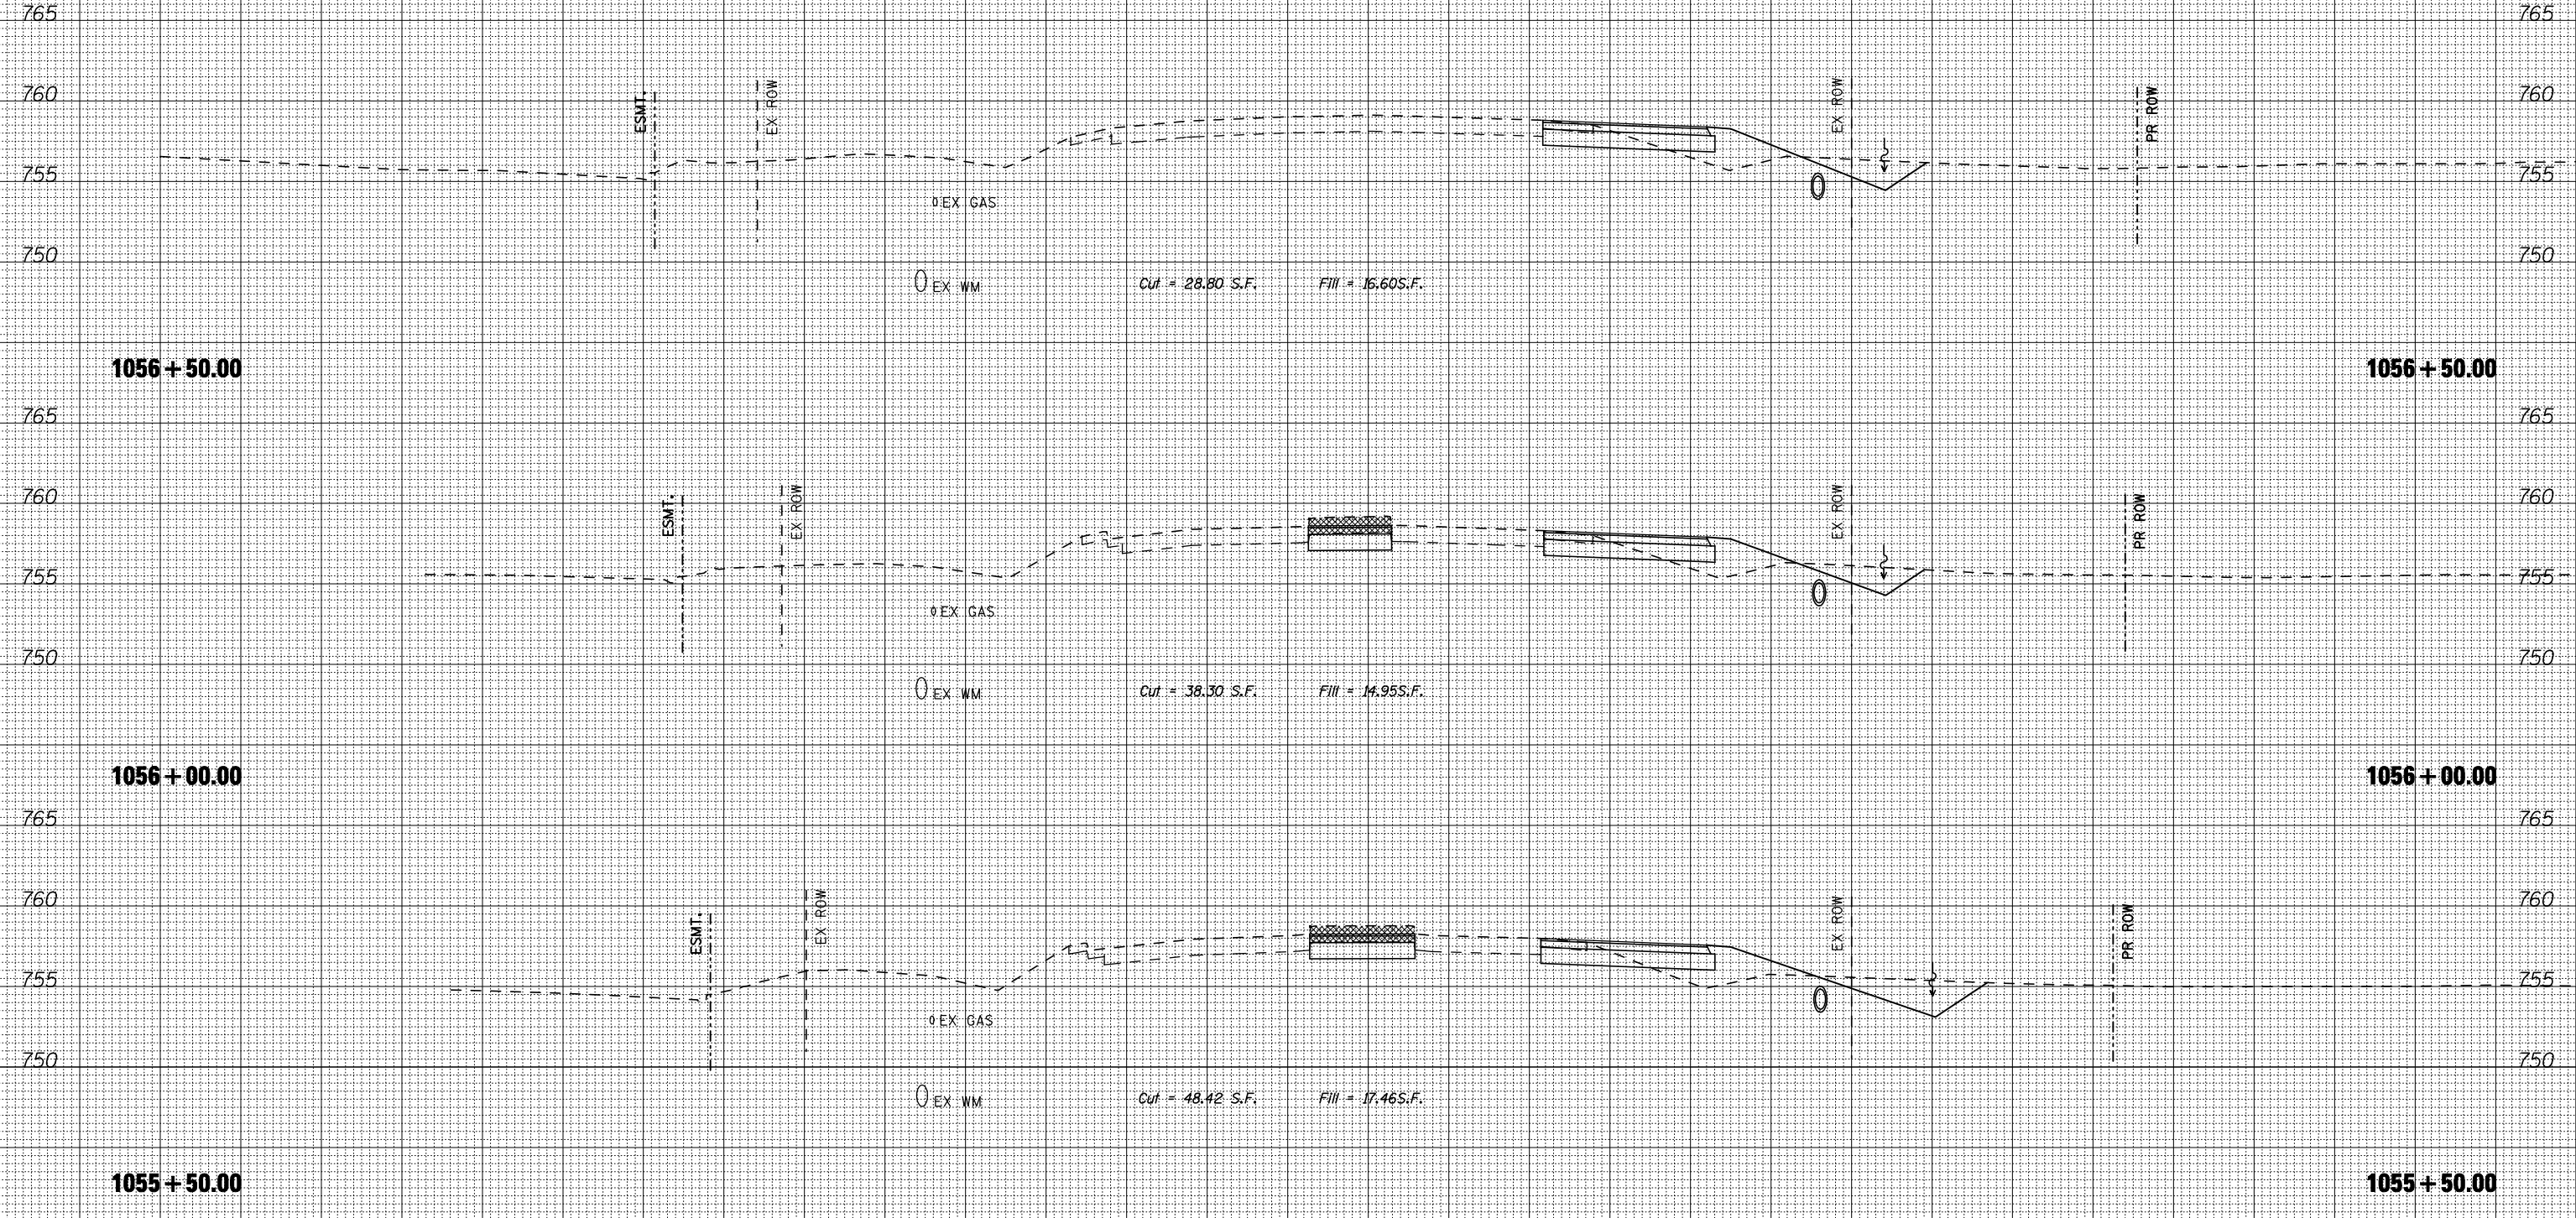 765 765
760 ESMT. EX ROW EX ROW PR ROW 760
755 755
EX GAS
750 750
EX WM Cut = 28.80 S.F. Fill = 16.60S.F.
1056+50.00 1056+50.00
765 765
760 ESMT. EX ROW EX ROW PR ROW 760
755 755
EX GAS
750 750
EX WM Cut = 38.30 S.F. Fill = 14.95S.F.
1056+00.00 1056+00.00
765 765
760 ESMT. EX ROW EX ROW PR ROW 760
755 755
EX GAS
750 750
EX WM Cut = 48.42 S.F. Fill = 17.46S.F.
1055+50.00 1055+50.00